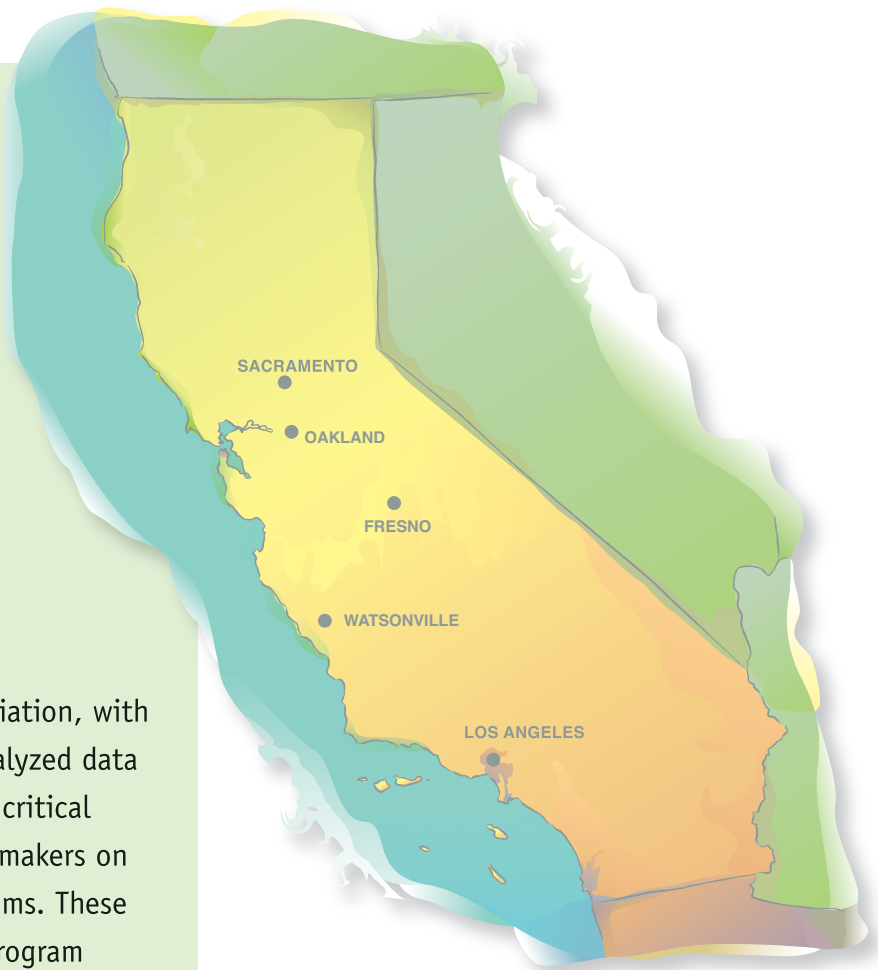 SACRAMENTO
OAKLAND
FRESNO
WATSONVILLE
LOS ANGELES
iation, with
alyzed data
critical
makers on
ms. These
rogram